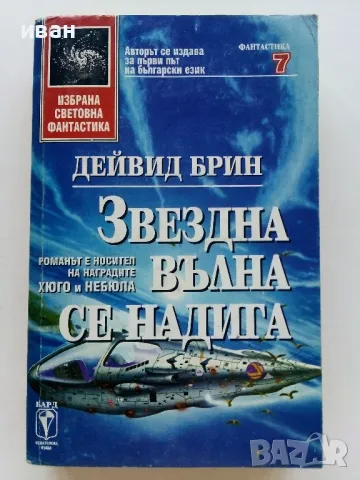 иван
ИЗБРАНА
СВЕТОВНА
ФАНТАСТИКА
Авторът се издава
за първи път
на български език
ФАНТАСТИКА
7
ДЕЙВИД БРИН
ЗВЕЗДНА
ВЪЛНА
СЕ НАДИГА
РОМАНЪТ Е НОСИТЕЛ
НА НАГРАДИТЕ
ХЮГО и НЕБЮЛА
БАРД
BAZAR